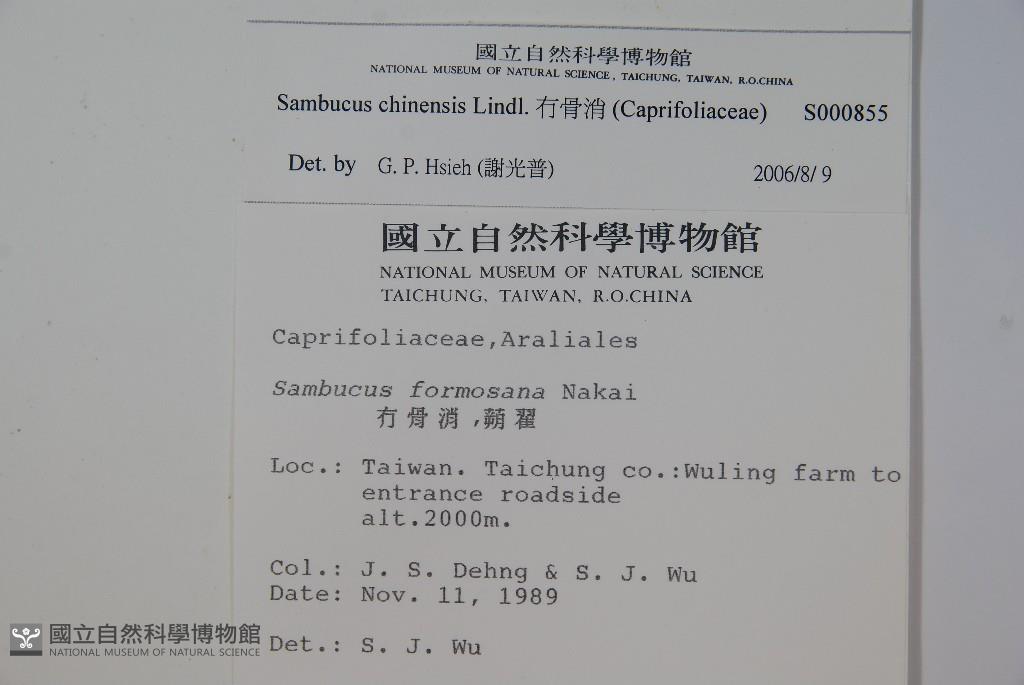 國立自然科學博物館
NATIONAL MUSEUM OF NATURAL SCIENCE, TAICHUNG, TAIWAN, R.O.CHINA
Sambucus chinensis Lindl. 冇骨消 (Caprifoliaceae) S000855
Det. by G. P. Hsieh (謝光普) 2006/8/ 9
國立自然科學博物館
NATIONAL MUSEUM OF NATURAL SCIENCE
TAICHUNG, TAIWAN, R.O.CHINA
Caprifoliaceae,Araliales
Sambucus formosana Nakai
冇骨消,蒴翟
Loc.: Taiwan. Taichung co.:Wuling farm to
entrance roadside
alt.2000m.
Col.: J. S. Dehng & S. J. Wu
Date: Nov. 11, 1989
Det.: S. J. Wu
國立自然科學博物館
NATIONAL MUSEUM OF NATURAL SCIENCE